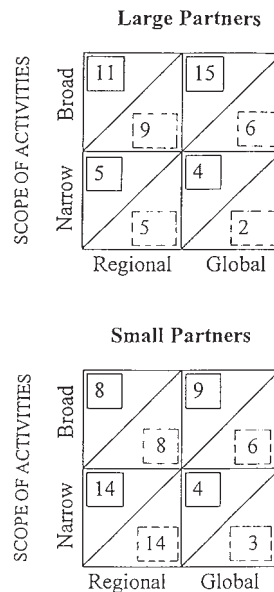 Large Partners
SCOPE OF ACTIVITIES
Broad
11
15
9
6
Narrow
5
4
5
2
Regional
Global
Small Partners
SCOPE OF ACTIVITIES
Broad
8
9
8
6
Narrow
14
4
14
3
Regional
Global